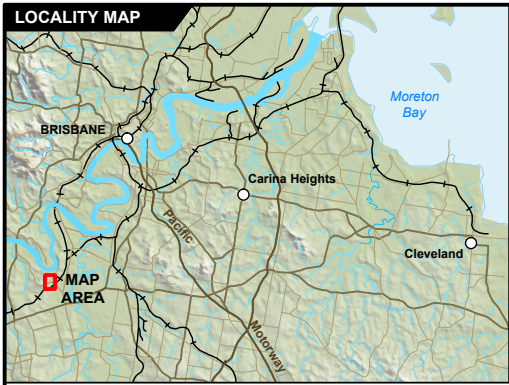 LOCALITY MAP
Moreton
Bay
BRISBANE
Carina Heights
Pacific
Motorway
Cleveland
MAP
AREA